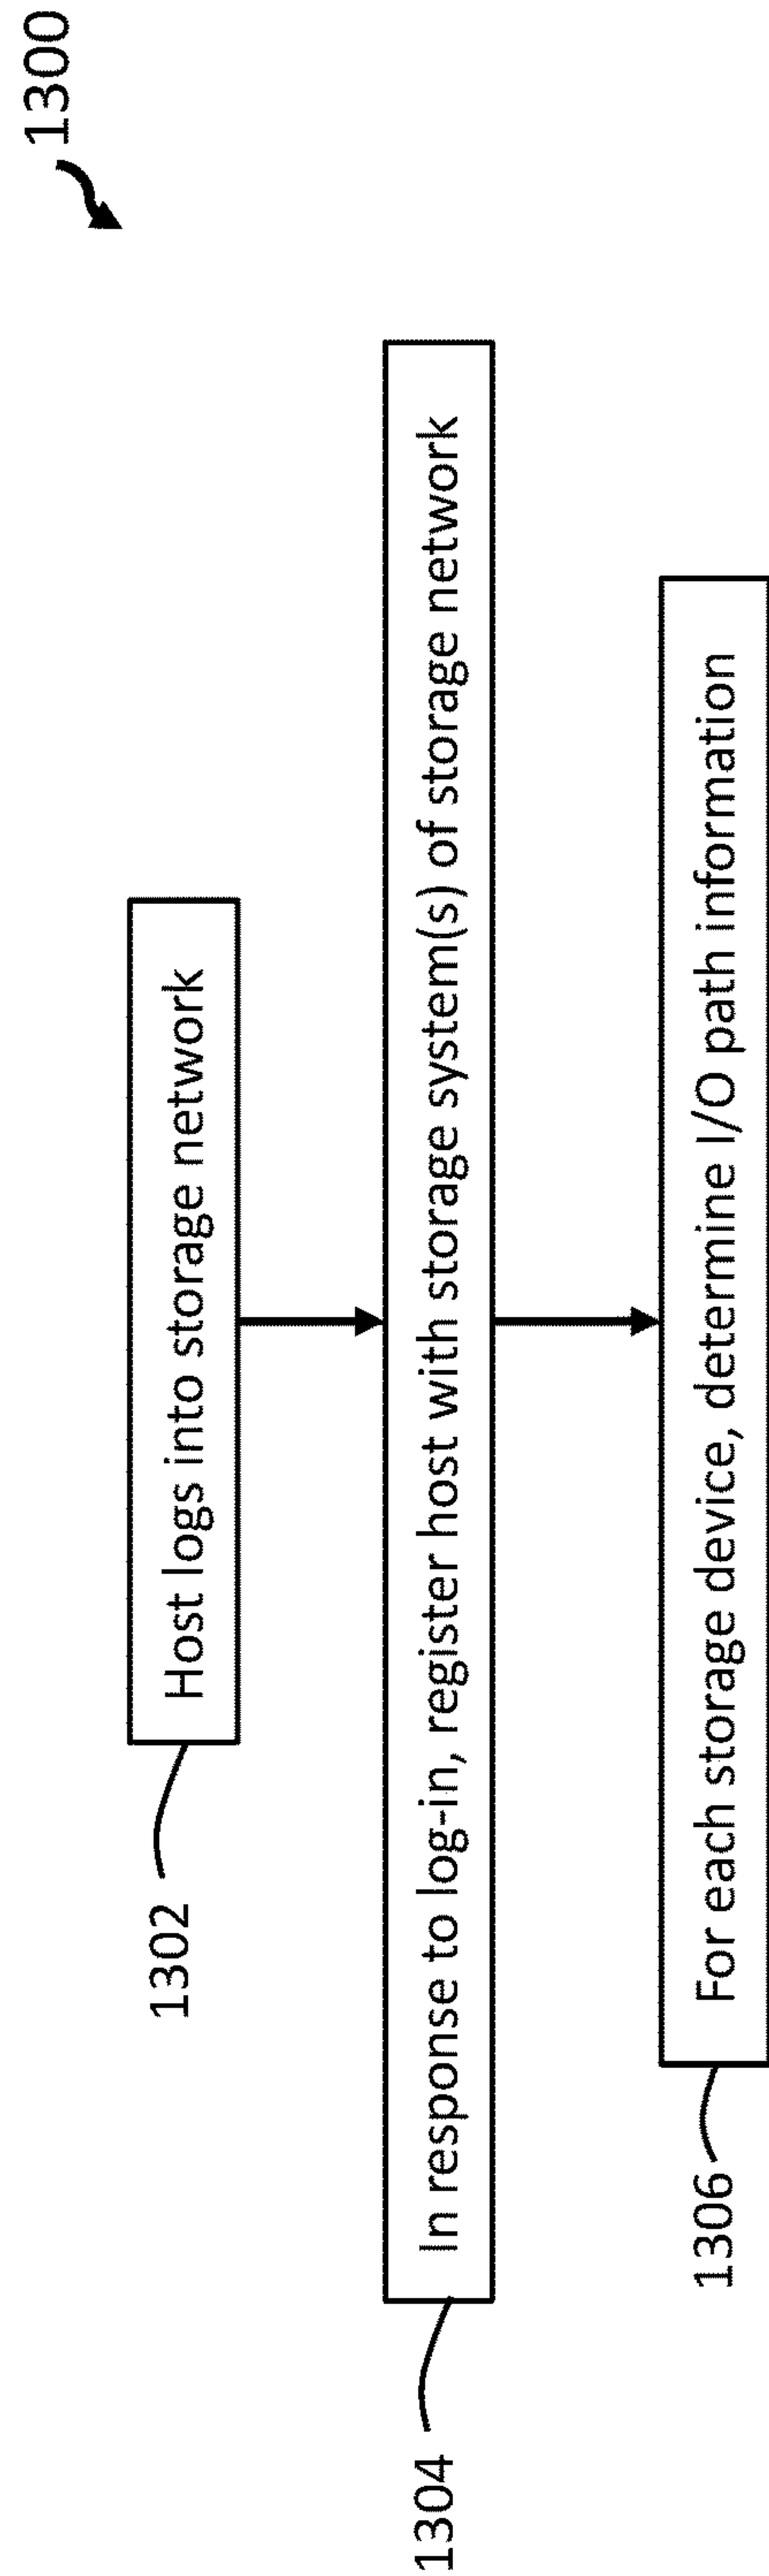 1300
Host logs into storage network
1302
In response to log-in, register host with storage system(s) of storage network
1304
For each storage device, determine I/O path information
1306